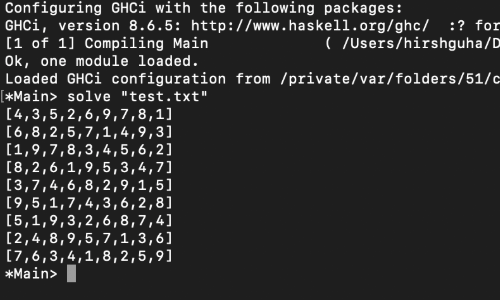 Configuring GHCi with the following packages:
GHCi, version 8.6.5: http://www.haskell.org/ghc/  :? for
[1 of 1] Compiling Main             ( /Users/hirshguha/D
Ok, one module loaded.
Loaded GHCi configuration from /private/var/folders/51/c
*Main> solve "test.txt"
[4,3,5,2,6,9,7,8,1]
[6,8,2,5,7,1,4,9,3]
[1,9,7,8,3,4,5,6,2]
[8,2,6,1,9,5,3,4,7]
[3,7,4,6,8,2,9,1,5]
[9,5,1,7,4,3,6,2,8]
[5,1,9,3,2,6,8,7,4]
[2,4,8,9,5,7,1,3,6]
[7,6,3,4,1,8,2,5,9]
*Main>